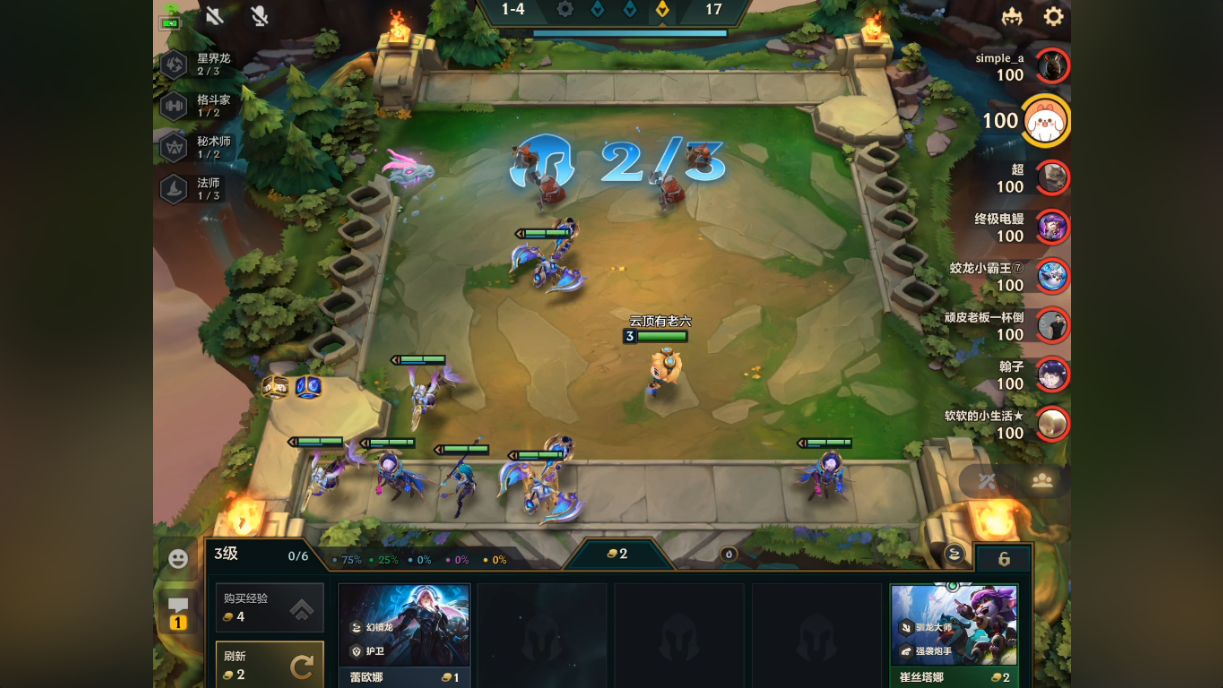 1-4
17
星界龙
2 / 3
格斗家
1 / 2
秘术师
1 / 2
法师
1 / 3
2/3
simple_a
100
100
超
100
终极电鳗
100
蛟龙小霸王⑦
100
顽皮老板一杯倒
100
翰子
100
软软的小生活★
100
云顶有老六
3
3级
0/6
75%
25%
0%
0%
0%
2
购买经验
4
刷新
2
1
幻镜龙
护卫
蕾欧娜
1
驯龙大师
强袭炮手
崔丝塔娜
2